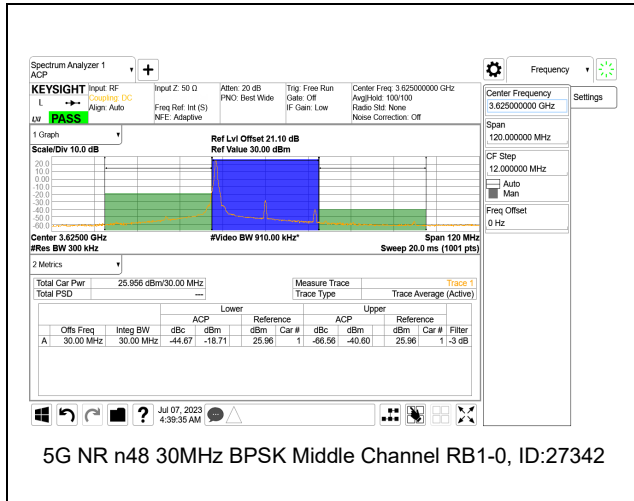 Spectrum Analyzer 1
ACP
Frequency
KEYSIGHT
L
PASS
Input: RF
Coupling: DC
Align: Auto
Input Z: 50 Ω
Freq Ref: Int (S)
NFE: Adaptive
Atten: 20 dB
PNO: Best Wide
Trig: Free Run
Gate: Off
IF Gain: Low
Center Freq: 3.625000000 GHz
Avg|Hold: 100/100
Radio Std: None
Noise Correction: Off
Center Frequency
3.625000000 GHz
Settings
Span
120.000000 MHz
CF Step
12.000000 MHz
Auto
Man
Freq Offset
0 Hz
1 Graph
Scale/Div 10.0 dB
Ref Lvl Offset 21.10 dB
Ref Value 30.00 dBm
20.0
10.0
0.00
-10.0
-20.0
-30.0
-40.0
-50.0
-60.0
Center 3.62500 GHz
#Video BW 910.00 kHz*
Span 120 MHz
#Res BW 300 kHz
Sweep 20.0 ms (1001 pts)
2 Metrics
Total Car Pwr 25.956 dBm/30.00 MHz
Total PSD ---
Measure Trace Trace 1
Trace Type Trace Average (Active)
Lower Upper
ACP Reference ACP Reference
Offs Freq Integ BW dBc dBm dBm Car # dBc dBm dBm Car # Filter
A 30.00 MHz 30.00 MHz -44.67 -18.71 25.96 1 -66.56 -40.60 25.96 1 -3 dB
Jul 07, 2023
4:39:35 AM
5G NR n48 30MHz BPSK Middle Channel RB1-0, ID:27342